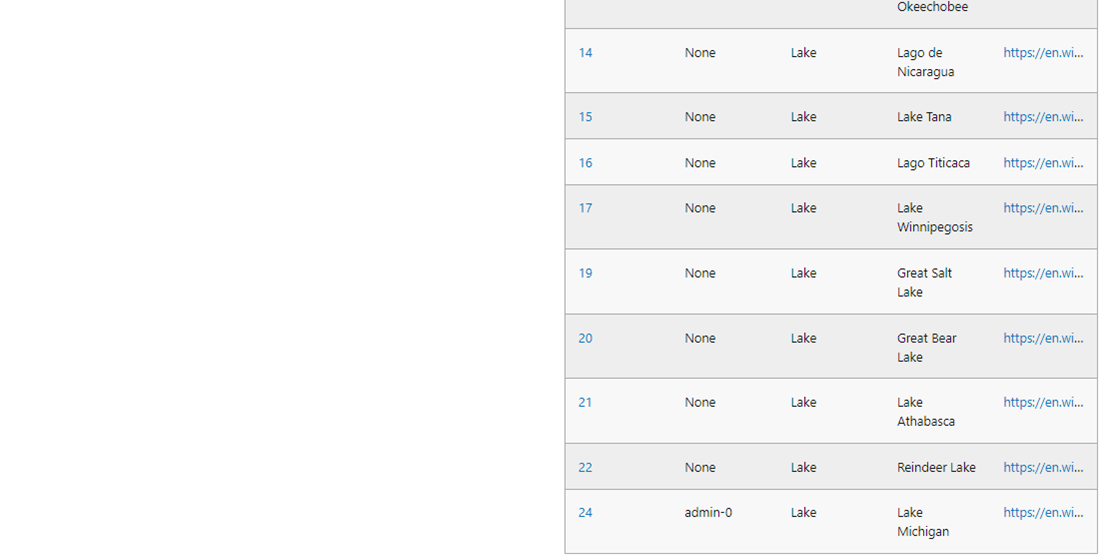 Okeechobee
14 None Lake Lago de https://en.wi...
Nicaragua
15 None Lake Lake Tana https://en.wi...
16 None Lake Lago Titicaca https://en.wi...
17 None Lake Lake https://en.wi...
Winnipegosis
19 None Lake Great Salt https://en.wi...
Lake
20 None Lake Great Bear https://en.wi...
Lake
21 None Lake Lake https://en.wi...
Athabasca
22 None Lake Reindeer Lake https://en.wi...
24 admin-0 Lake Lake https://en.wi...
Michigan